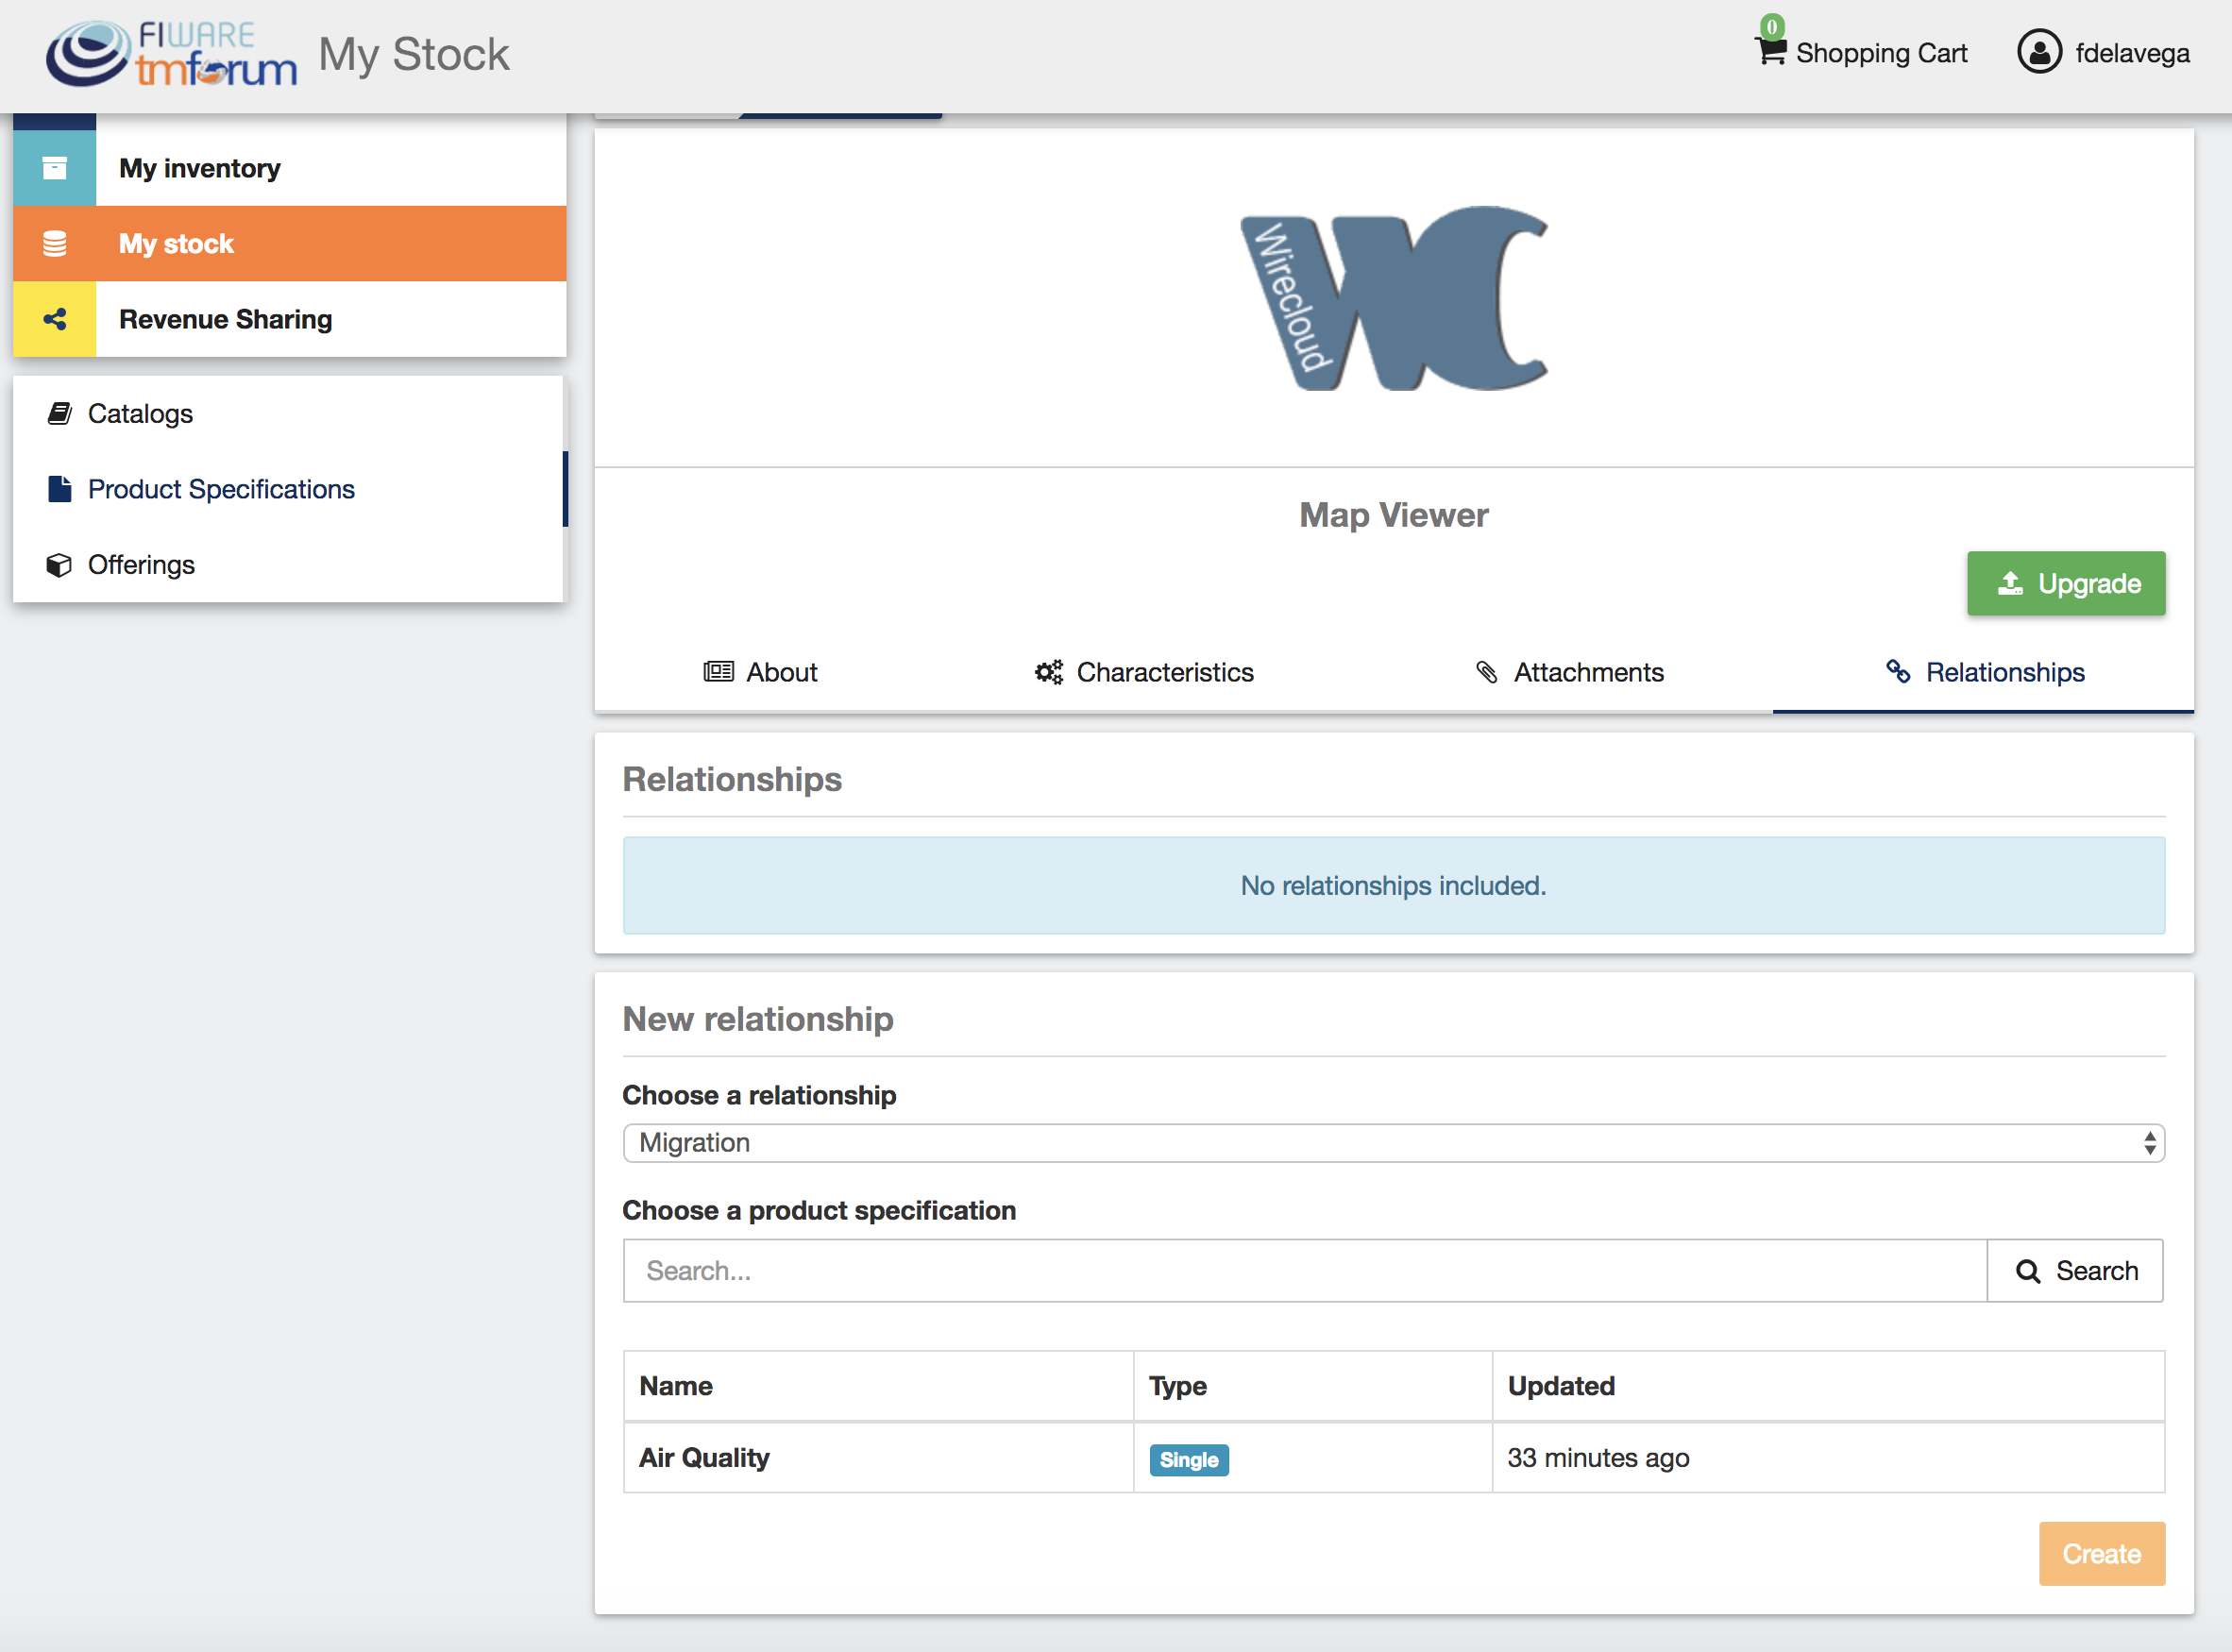 FIWARE
tmforum
My Stock
0
Shopping Cart
fdelavega
My inventory
My stock
Revenue Sharing
Catalogs
Product Specifications
Offerings
Wirecloud
WC
Map Viewer
Upgrade
About
Characteristics
Attachments
Relationships
Relationships
No relationships included.
New relationship
Choose a relationship
Migration
Choose a product specification
Search...
Search
Name Type Updated
Air Quality Single 33 minutes ago
Create